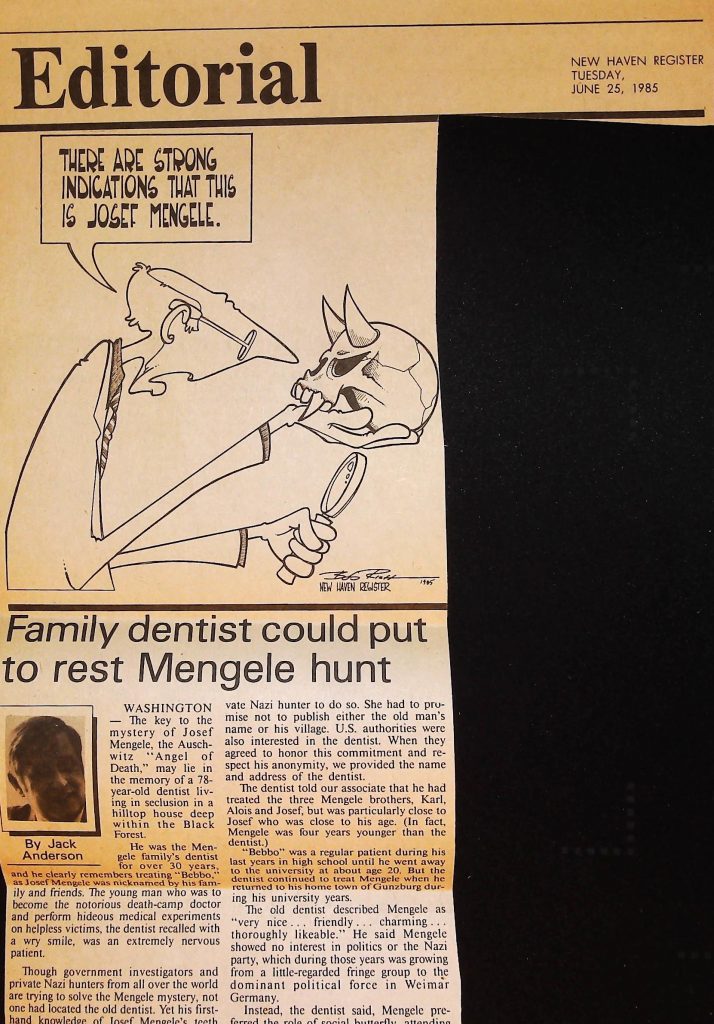 Editorial
NEW HAVEN REGISTER
TUESDAY,
JUNE 25, 1985
THERE ARE STRONG
INDICATIONS THAT THIS
IS JOSEF MENGELE.
1985
NEW HAVEN REGISTER
Family dentist could put
to rest Mengele hunt
By Jack
Anderson
WASHINGTON
— The key to the
mystery of Josef
Mengele, the Ausch-
witz "Angel of
Death," may lie in
the memory of a 78-
year-old dentist liv-
ing in seclusion in a
hilltop house deep
within the Black
Forest.
He was the Men-
gele family's dentist
for over 30 years,
and he clearly remembers treating "Bebbo,"
as Josef Mengele was nicknamed by his fam-
ily and friends. The young man who was to
become the notorious death-camp doctor
and perform hideous medical experiments
on helpless victims, the dentist recalled with
a wry smile, was an extremely nervous
patient.
Though government investigators and
private Nazi hunters from all over the world
are trying to solve the Mengele mystery, not
one had located the old dentist. Yet his first-
hand knowledge of Josef Mengele's teeth
vate Nazi hunter to do so. She had to pro-
mise not to publish either the old man's
name or his village. U.S. authorities were
also interested in the dentist. When they
agreed to honor this commitment and re-
spect his anonymity, we provided the name
and address of the dentist.
The dentist told our associate that he had
treated the three Mengele brothers, Karl,
Alois and Josef, but was particularly close to
Josef who was close to his age. (In fact,
Mengele was four years younger than the
dentist.)
"Bebbo" was a regular patient during his
last years in high school until he went away
to the university at about age 20. But the
dentist continued to treat Mengele when he
returned to his home town of Gunzburg dur-
ing his university years.
The old dentist described Mengele as
"very nice . . . friendly . . . charming . . .
thoroughly likeable." He said Mengele
showed no interest in politics or the Nazi
party, which during those years was growing
from a little-regarded fringe group to the
dominant political force in Weimar
Germany.
Instead, the dentist said, Mengele pre-
ferred the role of social butterfly, attending